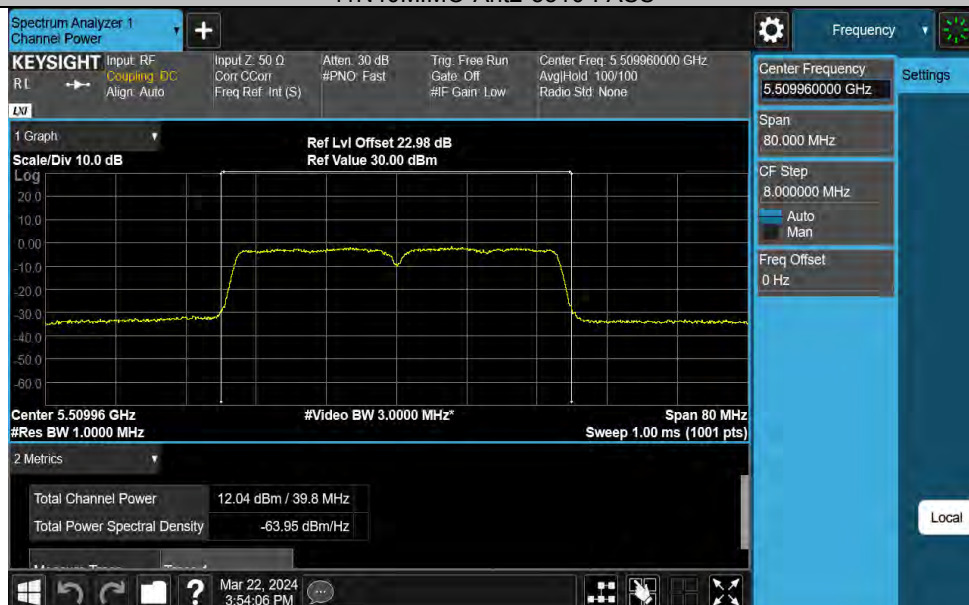 11N40MIMO-Ant2-5510-PASS
Spectrum Analyzer 1
Channel Power
Frequency
KEYSIGHT
RL
LXI
Input: RF
Coupling: DC
Align: Auto
Input Z: 50 Ω
Corr CCorr
Freq Ref: Int (S)
Atten: 30 dB
#PNO: Fast
Trig: Free Run
Gate: Off
#IF Gain: Low
Center Freq: 5.509960000 GHz
Avg|Hold: 100/100
Radio Std: None
Center Frequency
5.509960000 GHz
Settings
Span
80.000 MHz
CF Step
8.000000 MHz
Auto
Man
Freq Offset
0 Hz
Local
1 Graph
Ref Lvl Offset 22.98 dB
Scale/Div 10.0 dB
Ref Value 30.00 dBm
Log
20.0
10.0
0.00
-10.0
-20.0
-30.0
-40.0
-50.0
-60.0
Center 5.50996 GHz
#Video BW 3.0000 MHz*
Span 80 MHz
#Res BW 1.0000 MHz
Sweep 1.00 ms (1001 pts)
2 Metrics
Total Channel Power 12.04 dBm / 39.8 MHz
Total Power Spectral Density -63.95 dBm/Hz
?
Mar 22, 2024
3:54:06 PM